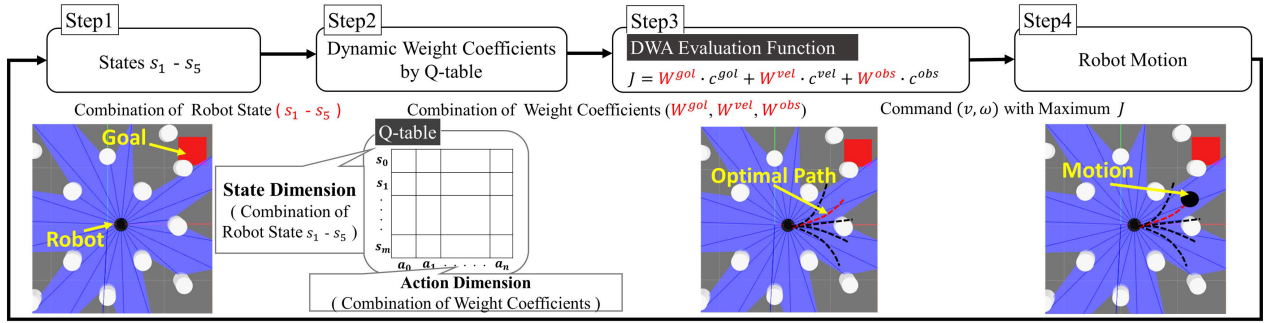 Step1
States s₁ - s₅
Step2
Dynamic Weight Coefficients
by Q-table
Step3
DWA Evaluation Function
J = W^gol · c^gol + W^vel · c^vel + W^obs · c^obs
Step4
Robot Motion
Combination of Robot State ( s₁ - s₅ )
Combination of Weight Coefficients (W^gol, W^vel, W^obs)
Command (v, ω) with Maximum J
Goal
Robot
Q-table
s₀
s₁
.
.
.
.
s_m
a₀ a₁ · · · · · a_n
State Dimension
( Combination of
Robot State s₁ - s₅ )
Action Dimension
( Combination of Weight Coefficients )
Optimal Path
Motion